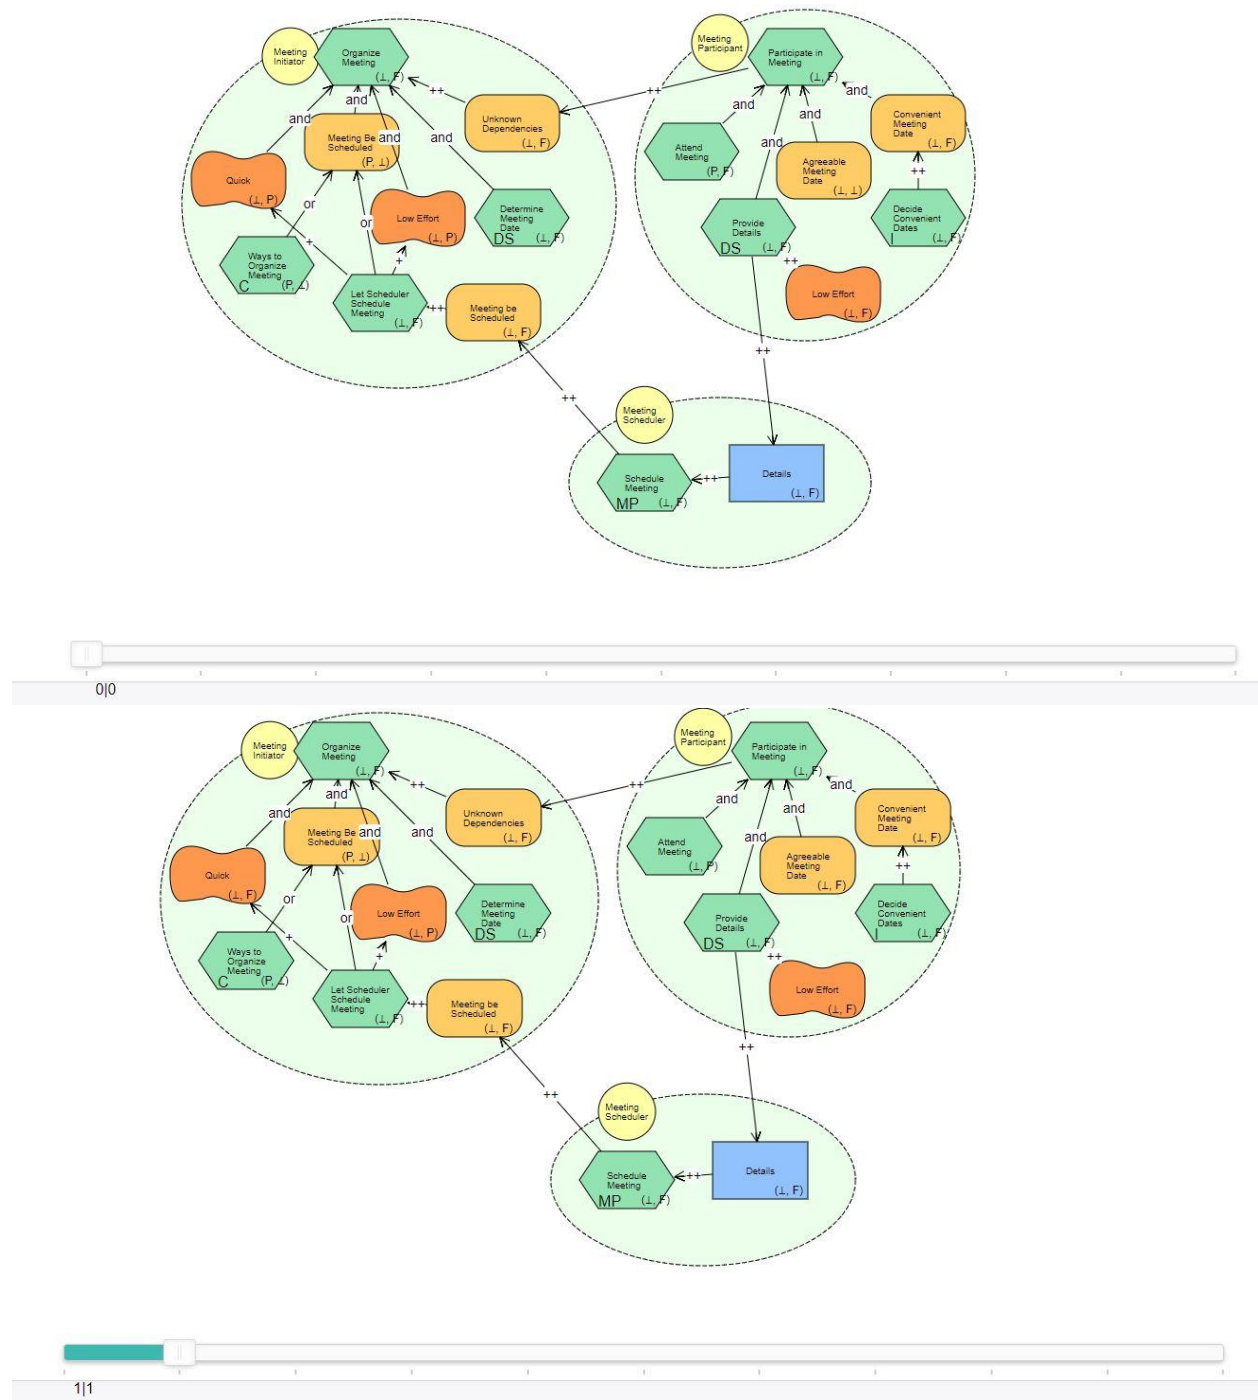 Meeting
Initiator
Organize
Meeting
(⊥, F)
and
and
and
and
++
Unknown
Dependencies
(⊥, F)
++
Meeting Be
Scheduled
(P, ⊥)
Quick
(⊥, P)
Low Effort
(⊥, P)
Determine
Meeting
Date
DS
(⊥, F)
or
or
+
+
Ways to
Organize
Meeting
C
(P, ⊥)
Let Scheduler
Schedule
Meeting
(⊥, F)
++
Meeting be
Scheduled
(⊥, F)
Meeting
Participant
Participate in
Meeting
(⊥, F)
and
and
and
and
Attend
Meeting
(P, F)
Convenient
Meeting
Date
(⊥, F)
Agreeable
Meeting
Date
(⊥, ⊥)
++
Provide
Details
DS
(⊥, F)
Decide
Convenient
Dates
I
(⊥, F)
++
Low Effort
(⊥, F)
++
++
Meeting
Scheduler
Schedule
Meeting
MP
(⊥, F)
++
Details
(⊥, F)
0|0
Meeting
Initiator
Organize
Meeting
(⊥, F)
and
and
and
and
++
Unknown
Dependencies
(⊥, F)
++
Meeting Be
Scheduled
(P, ⊥)
Quick
(⊥, F)
Low Effort
(⊥, P)
Determine
Meeting
Date
DS
(⊥, F)
or
or
+
+
Ways to
Organize
Meeting
C
(P, ⊥)
Let Scheduler
Schedule
Meeting
(⊥, F)
++
Meeting be
Scheduled
(⊥, F)
Meeting
Participant
Participate in
Meeting
(⊥, F)
and
and
and
and
Attend
Meeting
(⊥, P)
Convenient
Meeting
Date
(⊥, F)
Agreeable
Meeting
Date
(⊥, F)
++
Provide
Details
DS
(⊥, F)
Decide
Convenient
Dates
I
(⊥, F)
++
Low Effort
(⊥, F)
++
++
Meeting
Scheduler
Schedule
Meeting
MP
(⊥, F)
++
Details
(⊥, F)
1|1